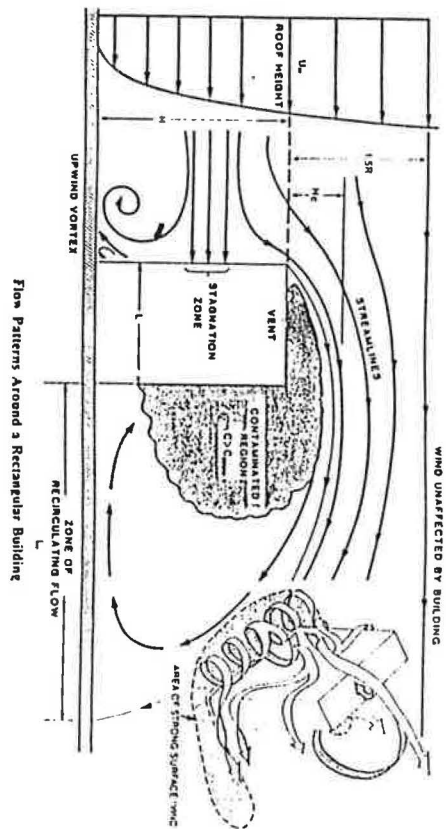 WIND UNAFFECTED BY BUILDING
U∞
ROOF HEIGHT
1.5R
Hc
H
STREAMLINES
VENT
STAGNATION
ZONE
CONTAMINATED
REGION
C>C
L
UPWIND VORTEX
ZONE OF
RECIRCULATING FLOW
AREA OF STRONG SURFACE WIND
Flow Patterns Around a Rectangular Building